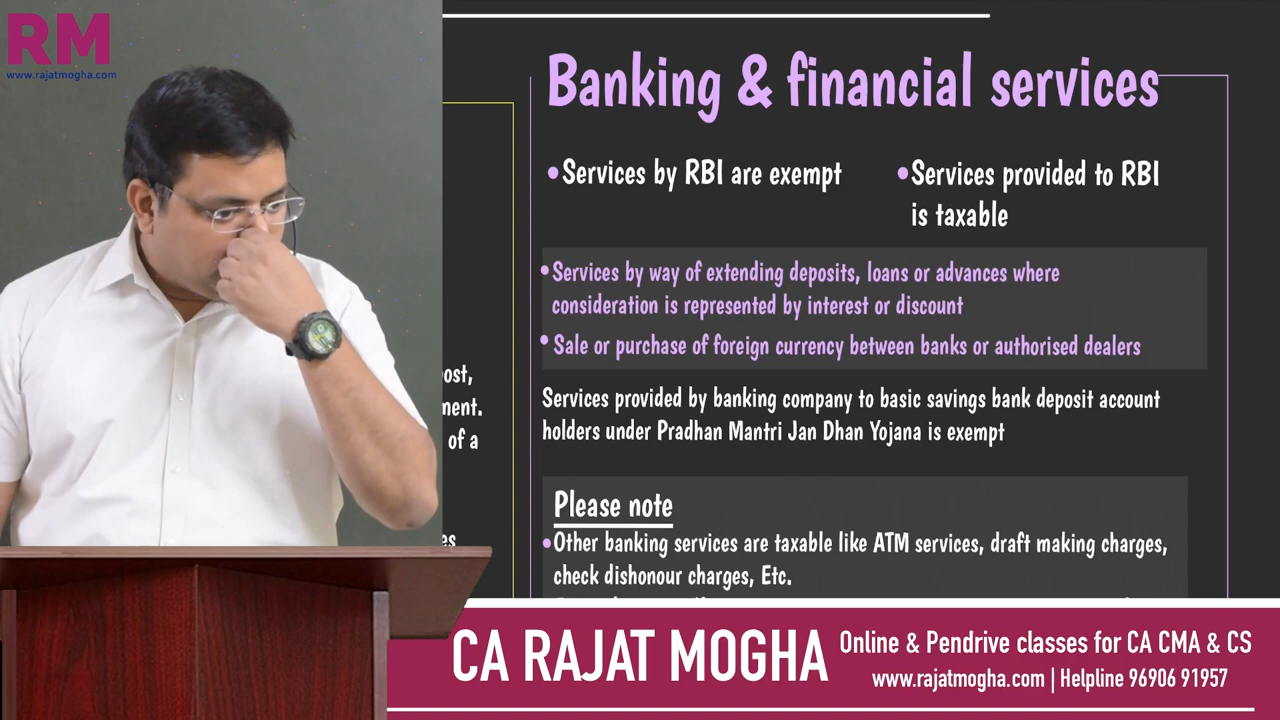 RM
www.rajatmogha.com
Banking & financial services
•Services by RBI are exempt
•Services provided to RBI
is taxable
•Services by way of extending deposits, loans or advances where
consideration is represented by interest or discount
• Sale or purchase of foreign currency between banks or authorised dealers
ost,
nent.
of a
es
Services provided by banking company to basic savings bank deposit account
holders under Pradhan Mantri Jan Dhan Yojana is exempt
Please note
•Other banking services are taxable like ATM services, draft making charges,
check dishonour charges, Etc.
CA RAJAT MOGHA
Online & Pendrive classes for CA CMA & CS
www.rajatmogha.com | Helpline 96906 91957